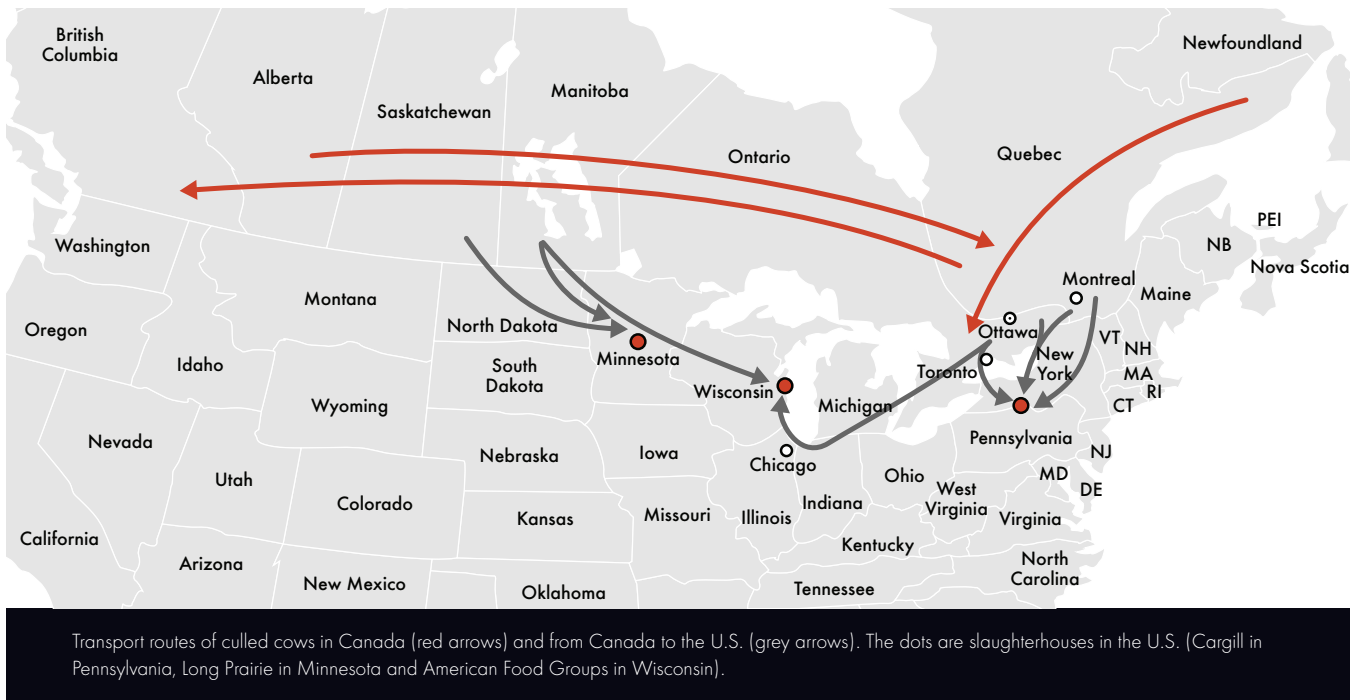 British
Columbia
Alberta
Saskatchewan
Manitoba
Ontario
Quebec
Newfoundland
PEI
NB
Nova Scotia
Washington
Montreal
Maine
Montana
North Dakota
Oregon
Ottawa
VT
NH
Minnesota
New
York
Idaho
South
Dakota
Toronto
MA
RI
Wisconsin
Michigan
CT
Wyoming
Nevada
Pennsylvania
Nebraska
Iowa
Chicago
NJ
Utah
Ohio
MD
DE
Colorado
Indiana
West
Virginia
Kansas
Missouri
Illinois
Virginia
California
Kentucky
Arizona
North
Carolina
New Mexico
Oklahoma
Tennessee
Transport routes of culled cows in Canada (red arrows) and from Canada to the U.S. (grey arrows). The dots are slaughterhouses in the U.S. (Cargill in
Pennsylvania, Long Prairie in Minnesota and American Food Groups in Wisconsin).